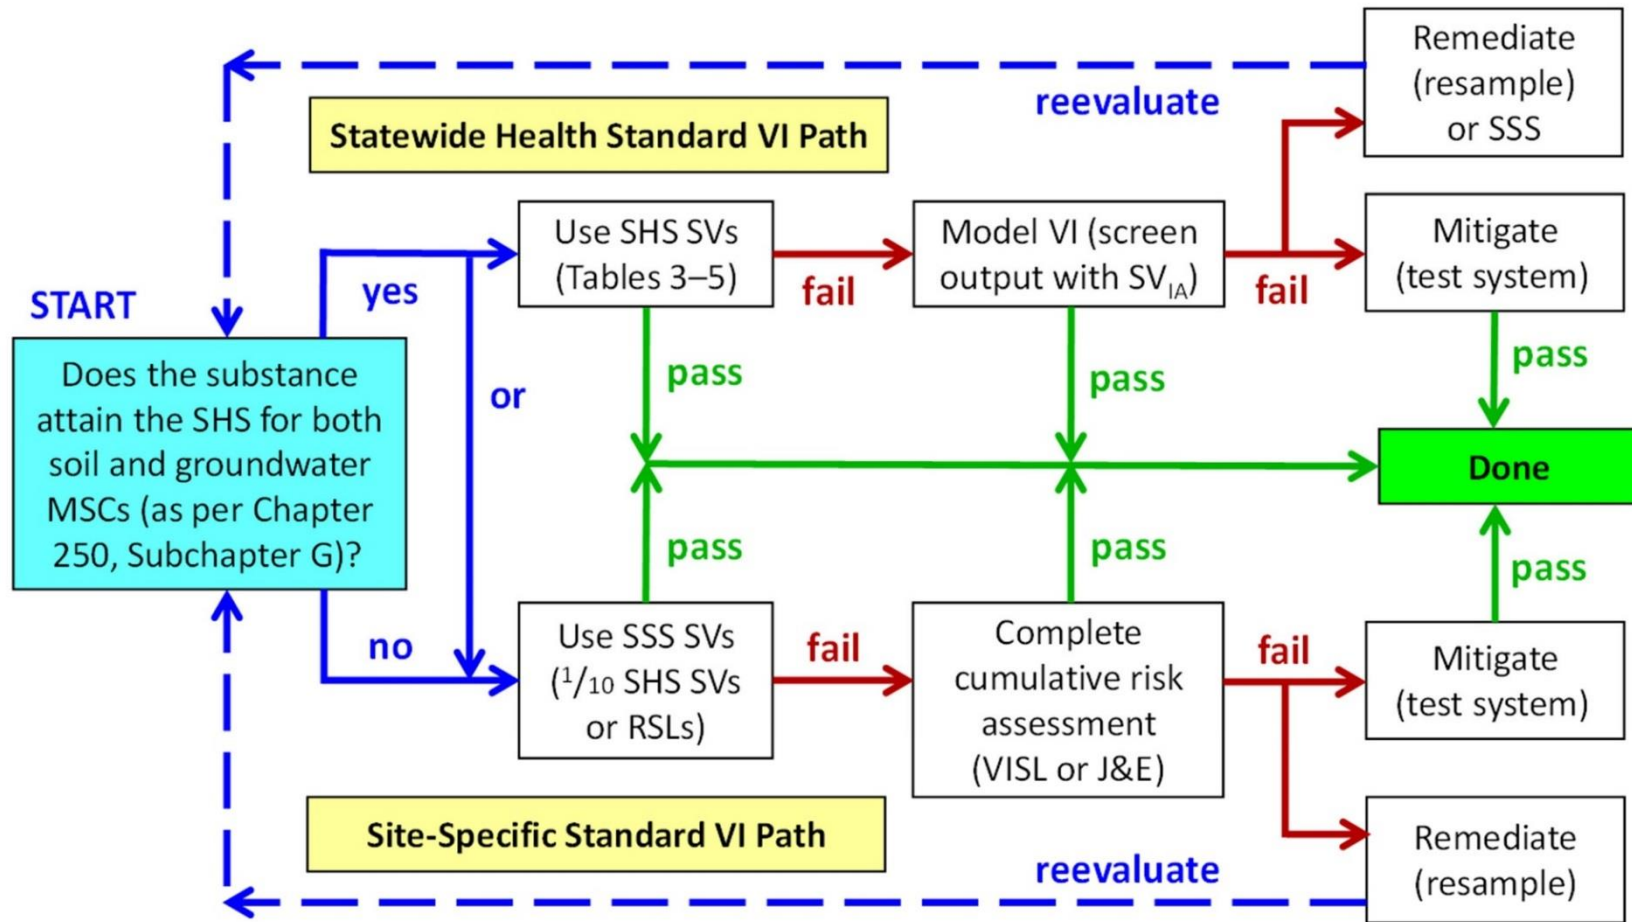 Remediate
(resample)
or SSS
reevaluate
Statewide Health Standard VI Path
Use SHS SVs
(Tables 3–5)
fail
Model VI (screen
output with SVIA)
fail
Mitigate
(test system)
yes
START
Does the substance
attain the SHS for both
soil and groundwater
MSCs (as per Chapter
250, Subchapter G)?
or
pass
pass
pass
Done
pass
pass
pass
no
Use SSS SVs
(1/10 SHS SVs
or RSLs)
fail
Complete
cumulative risk
assessment
(VISL or J&E)
fail
Mitigate
(test system)
Site-Specific Standard VI Path
reevaluate
Remediate
(resample)